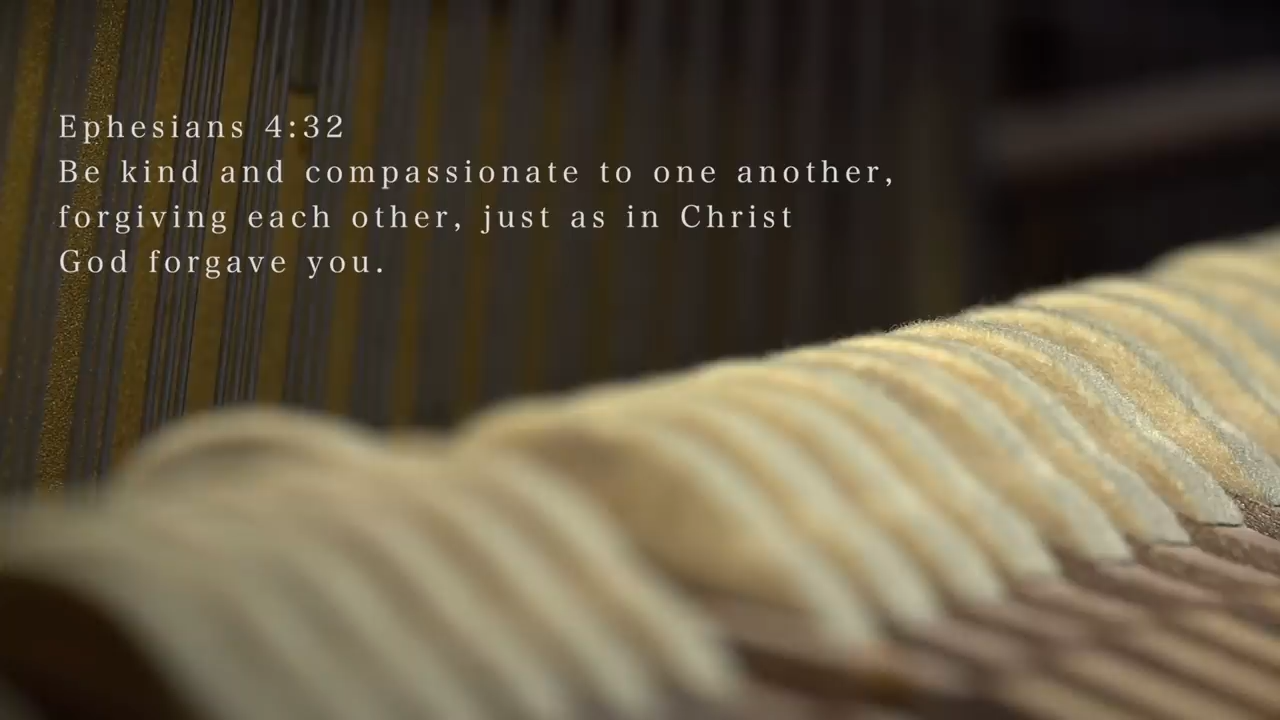 Ephesians 4:32
Be kind and compassionate to one another,
forgiving each other, just as in Christ
God forgave you.